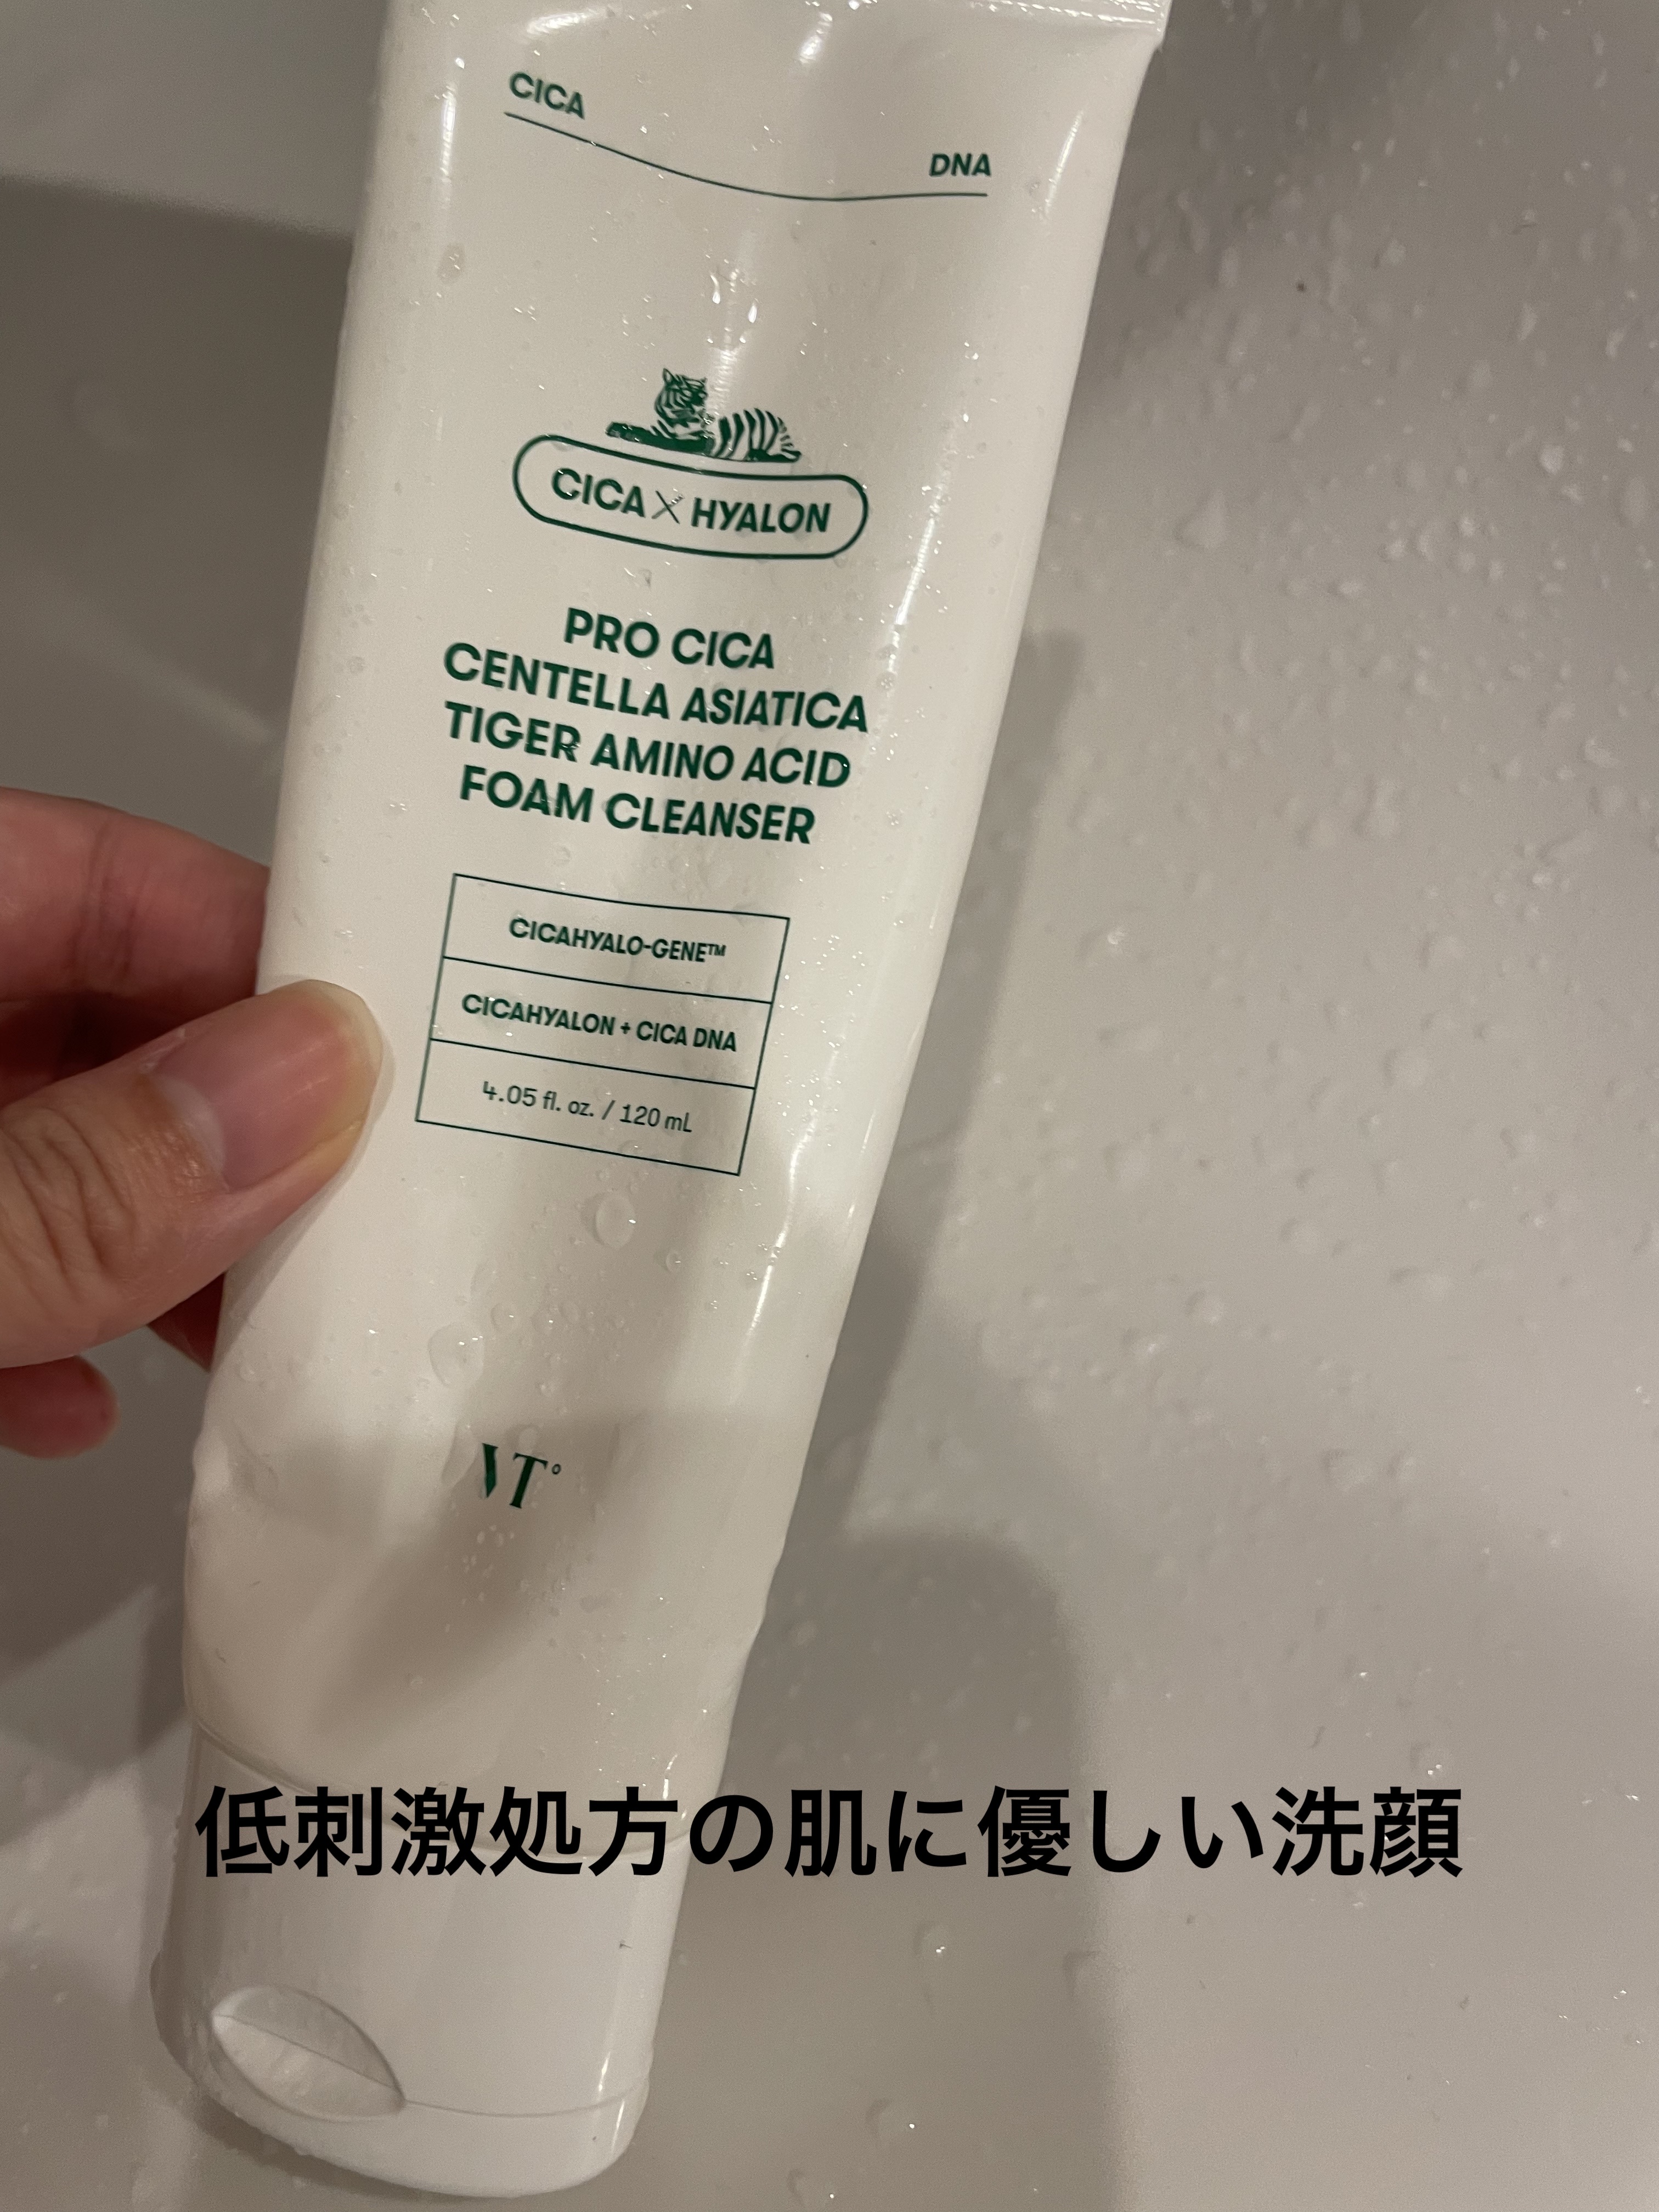 CICA
DNA
CICA X HYALON
PRO CICA
CENTELLA ASIATICA
TIGER AMINO ACID
FOAM CLEANSER
CICAHYALO-GENE™
CICAHYALON + CICA DNA
4.05 fl. oz. / 120 mL
VT°
低刺激処方の肌に優しい洗顔